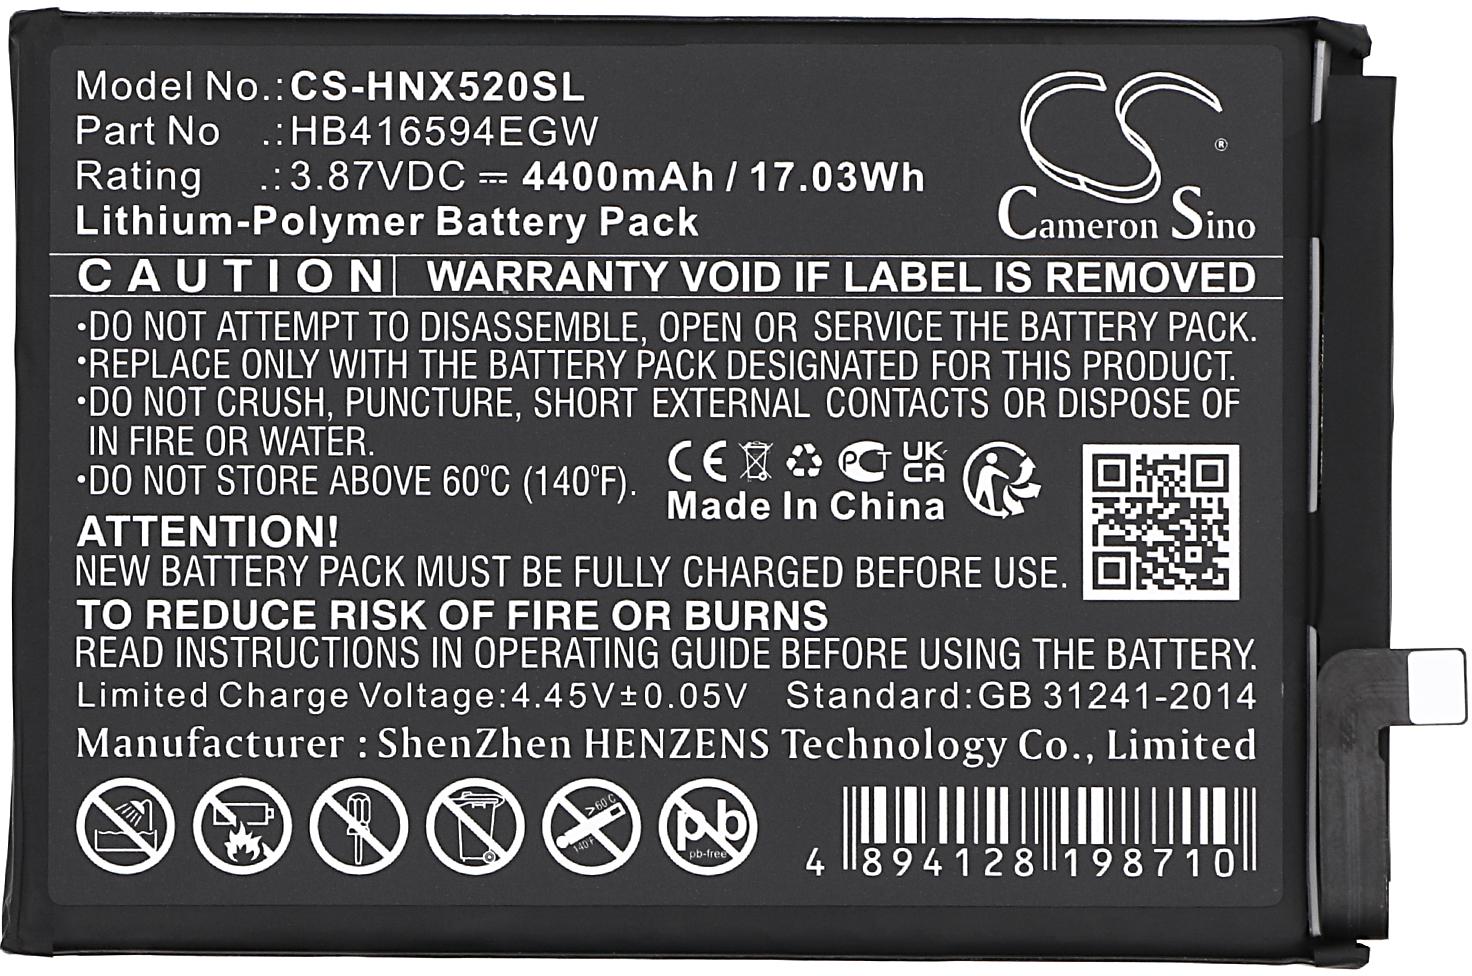 Model No.:CS-HNX520SL
Part No .:HB416594EGW
Rating .:3.87VDC ⎓ 4400mAh / 17.03Wh
Lithium-Polymer Battery Pack
®
Cameron Sino
CAUTION WARRANTY VOID IF LABEL IS REMOVED
•DO NOT ATTEMPT TO DISASSEMBLE, OPEN OR SERVICE THE BATTERY PACK.
•REPLACE ONLY WITH THE BATTERY PACK DESIGNATED FOR THIS PRODUCT.
•DO NOT CRUSH, PUNCTURE, SHORT EXTERNAL CONTACTS OR DISPOSE OF
IN FIRE OR WATER.
•DO NOT STORE ABOVE 60°C (140°F).
CE PCT UK CA
Made In China
ATTENTION!
NEW BATTERY PACK MUST BE FULLY CHARGED BEFORE USE.
TO REDUCE RISK OF FIRE OR BURNS
READ INSTRUCTIONS IN OPERATING GUIDE BEFORE USING THE BATTERY.
Limited Charge Voltage:4.45V±0.05V Standard:GB 31241-2014
Manufacturer : ShenZhen HENZENS Technology Co., Limited
>60°C
140°F
pb
pb-free
4 894128 198710